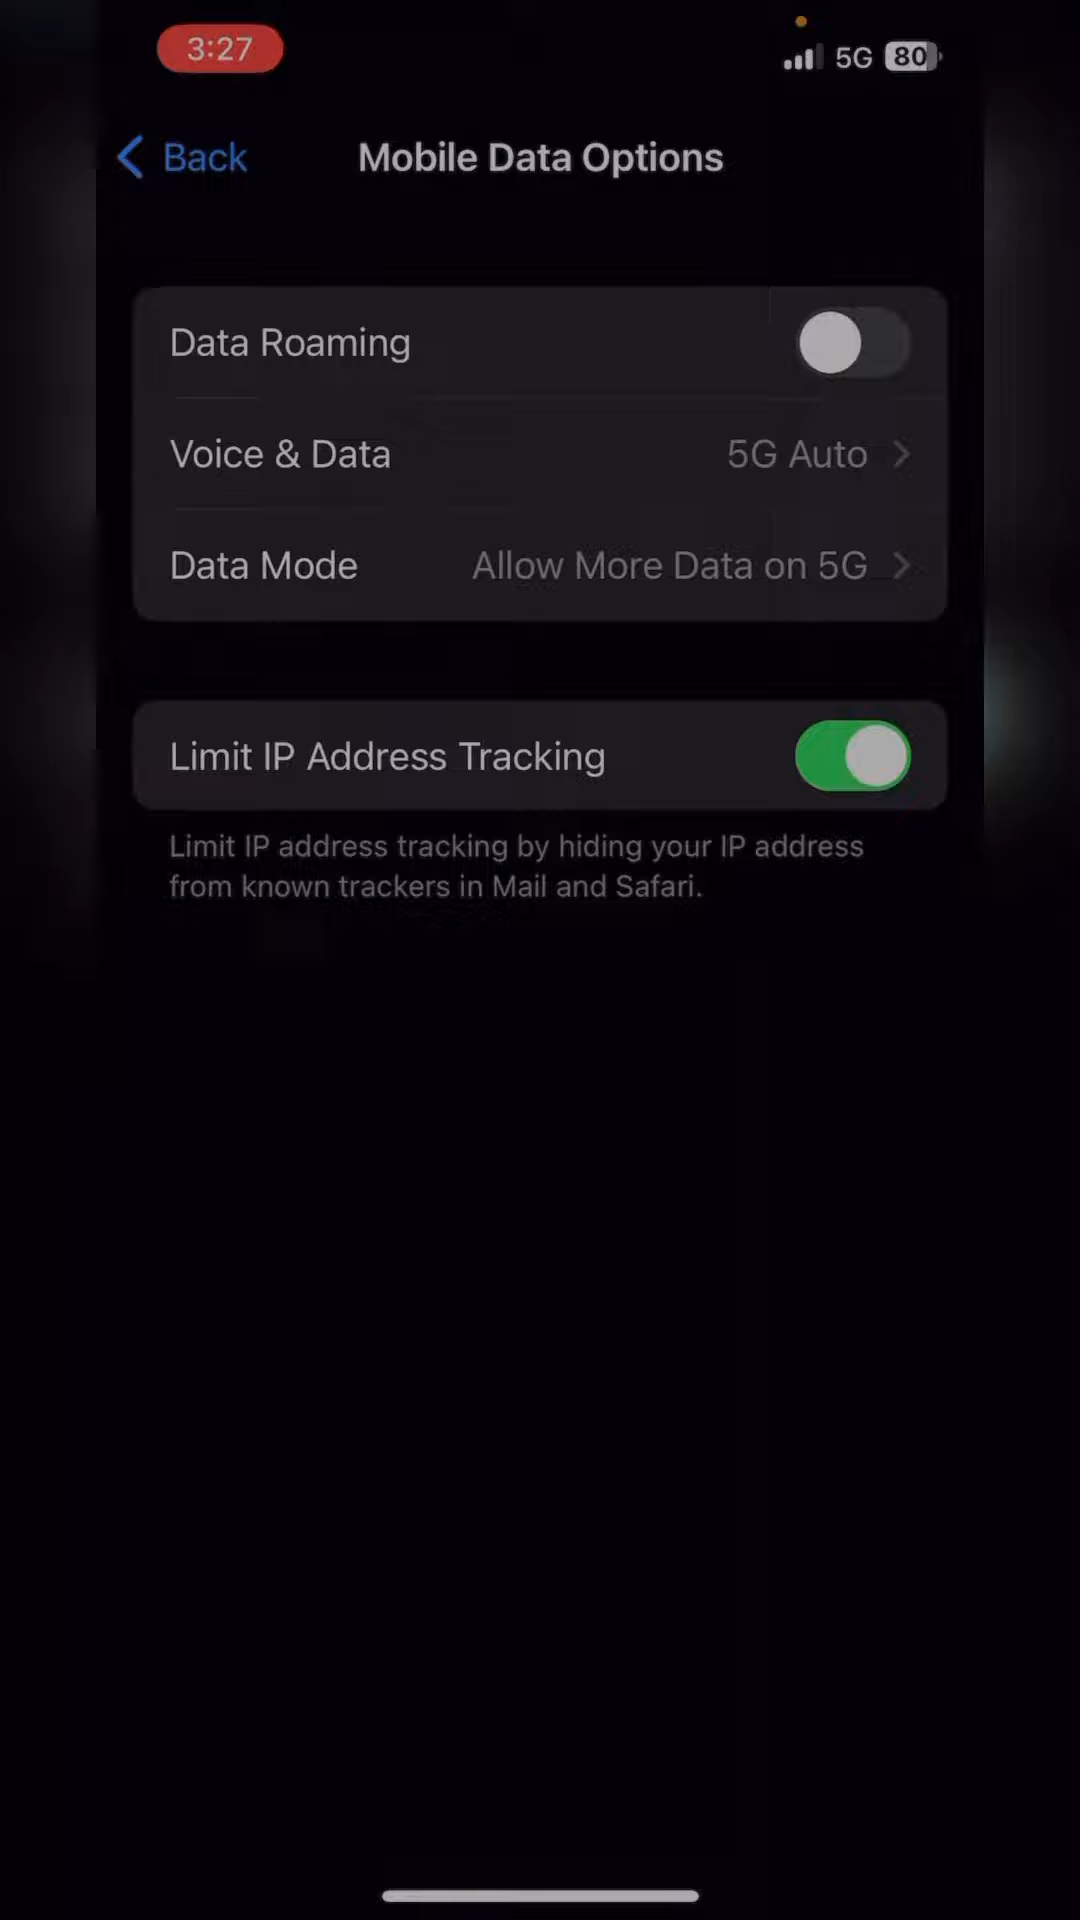 3:27
5G 80
Back
Mobile Data Options
Data Roaming
Voice & Data 5G Auto
Data Mode Allow More Data on 5G
Limit IP Address Tracking
Limit IP address tracking by hiding your IP address
from known trackers in Mail and Safari.